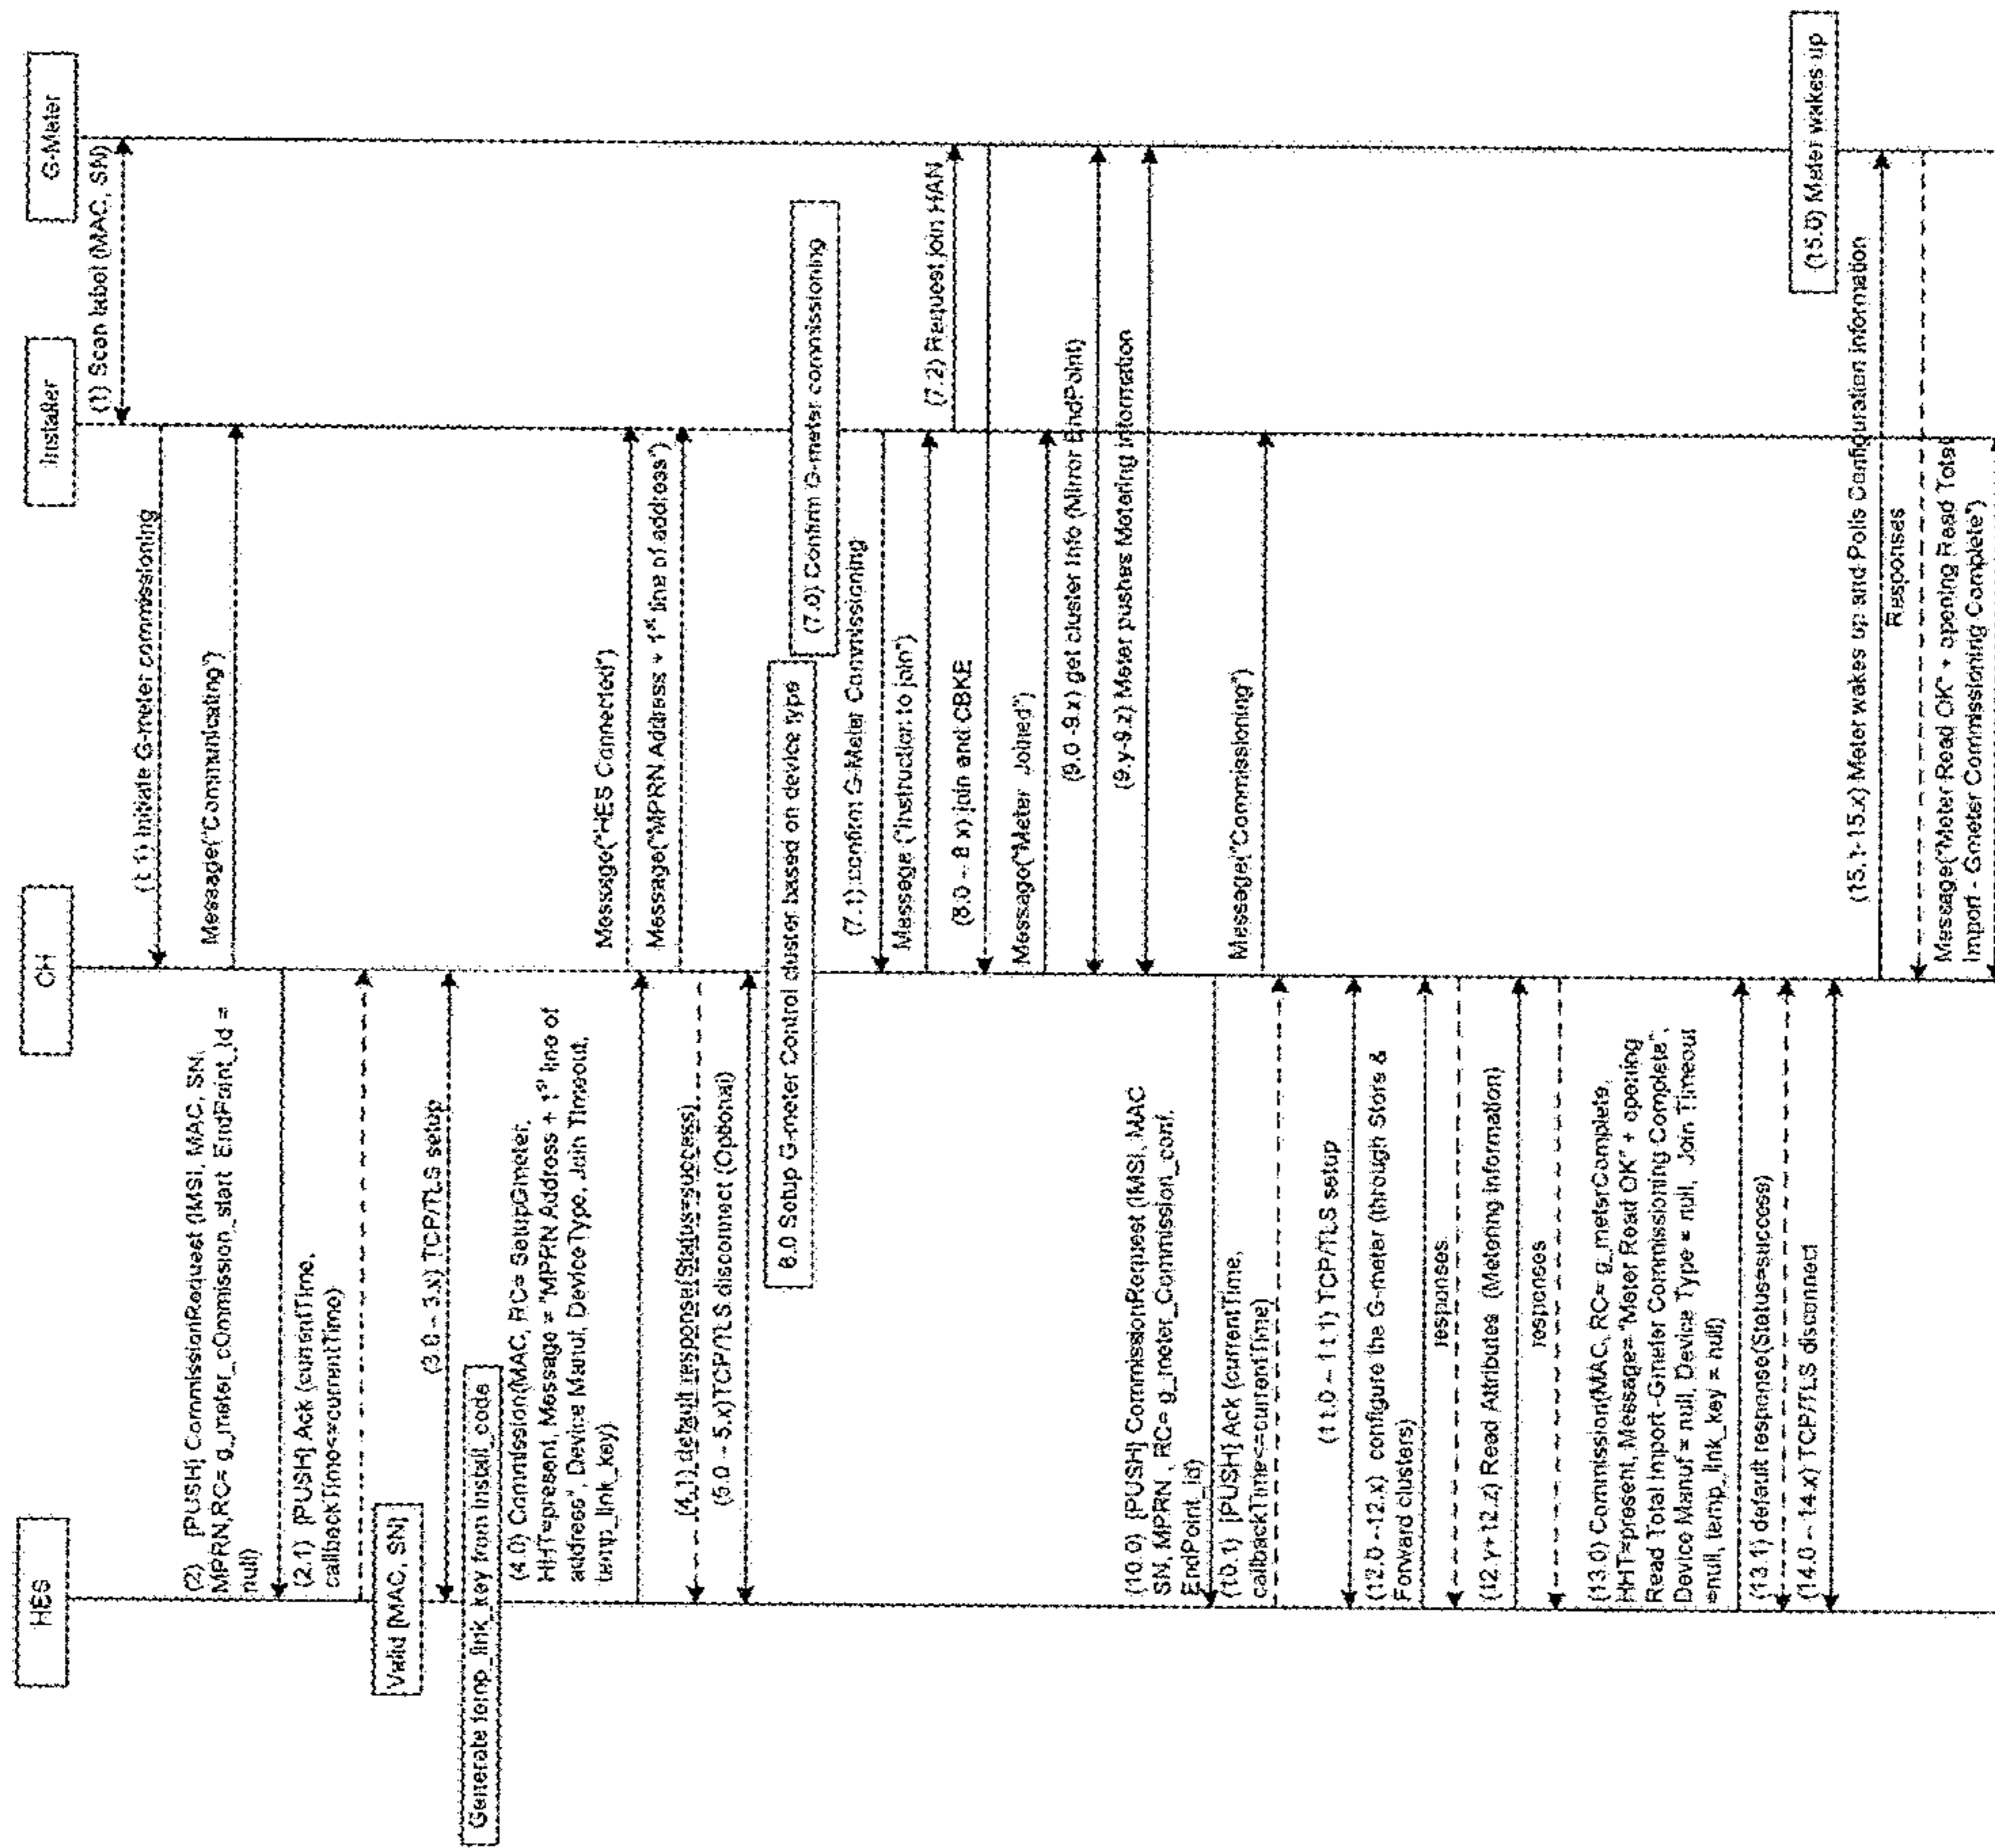 HES
CH
Installer
G-Meter
(1) Scan label (MAC, SN)
(1.1) Initiate G-meter commissioning
Message("Communicating")
(2) [PUSH] CommissionRequest (IMSI, MAC, SN,
MPRN,RC= g_meter_cOmmission_start EndPoint_Id =
null)
(2.1) [PUSH] Ack (currentTime,
callbackTime<=currentTime)
Valid [MAC, SN]
(3.0 – 3.x) TCP/TLS setup
Generate temp_link_key from install_code
(4.0) Commission(MAC, RC= SetupGmeter,
HHT=present, Message = "MPRN Address + 1st line of
address", Device Manuf, DeviceType, Join Timeout,
temp_link_key)
Message("HES Connected")
Message("MPRN Address + 1st line of address")
(4.1) default response(Status=success)
(5.0 – 5.x)TCP/TLS disconnect (Optional)
6.0 Setup G-meter Control cluster based on device type
(7.0) Confirm G-meter commissioning
(7.1) confirm G-Meter Commissioning
Message ("Instruction to join")
(7.2) Request join HAN
(8.0 – 8.x) join and CBKE
Message("Meter Joined")
(9.0 -9.x) get cluster Info (Mirror EndPoint)
(9.y-9.z) Meter pushes Metering information
(10.0) [PUSH] CommissionRequest (IMSI, MAC
SN, MPRN , RC= g_meter_Commission_conf,
EndPoint_Id)
Message("Commissioning")
(10.1) [PUSH] Ack (currentTime,
callbackTime<=currentTime)
(11.0 – 11.1) TCP/TLS setup
(12.0 -12.x) configure the G-meter (through Store &
Forward clusters)
responses
(12.y+12.z) Read Attributes (Metering Information)
responses
(13.0) Commission(MAC, RC= g_meterComplete,
HHT=present, Message= "Meter Read OK" + opening
Read Total Import -Gmeter Commissioning Complete",
Device Manuf = null, Device Type = null, Join Timeout
=null, temp_link_key = null)
(13.1) default response(Status=success)
(14.0 – 14.x) TCP/TLS disconnect
(15.0) Meter wakes up
(15.1-15.x) Meter wakes up and Polls Configuration information
Responses
Message("Meter Read OK" + opening Read Total
Import - Gmeter Commissioning Complete")